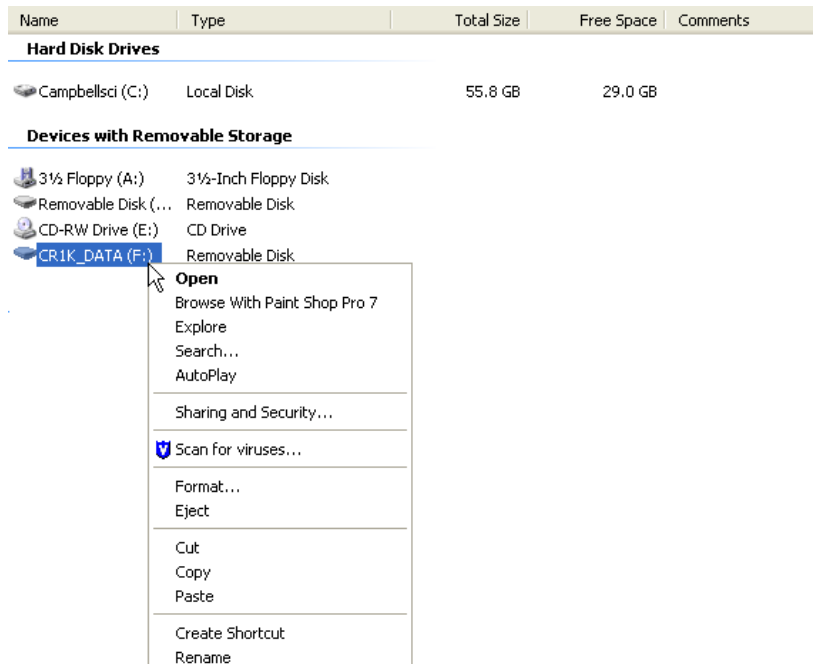 Name Type Total Size Free Space Comments
Hard Disk Drives
Campbellsci (C:) Local Disk 55.8 GB 29.0 GB
Devices with Removable Storage
3½ Floppy (A:) 3½-Inch Floppy Disk
Removable Disk (... Removable Disk
CD-RW Drive (E:) CD Drive
CR1K_DATA (F:) Removable Disk
Open
Browse With Paint Shop Pro 7
Explore
Search...
AutoPlay
Sharing and Security...
Scan for viruses...
Format...
Eject
Cut
Copy
Paste
Create Shortcut
Rename